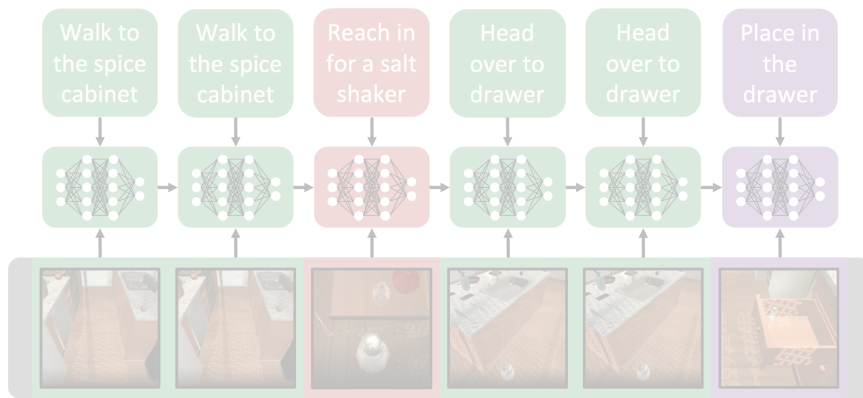 Walk to
the spice
cabinet
Walk to
the spice
cabinet
Reach in
for a salt
shaker
Head
over to
drawer
Head
over to
drawer
Place in
the
drawer